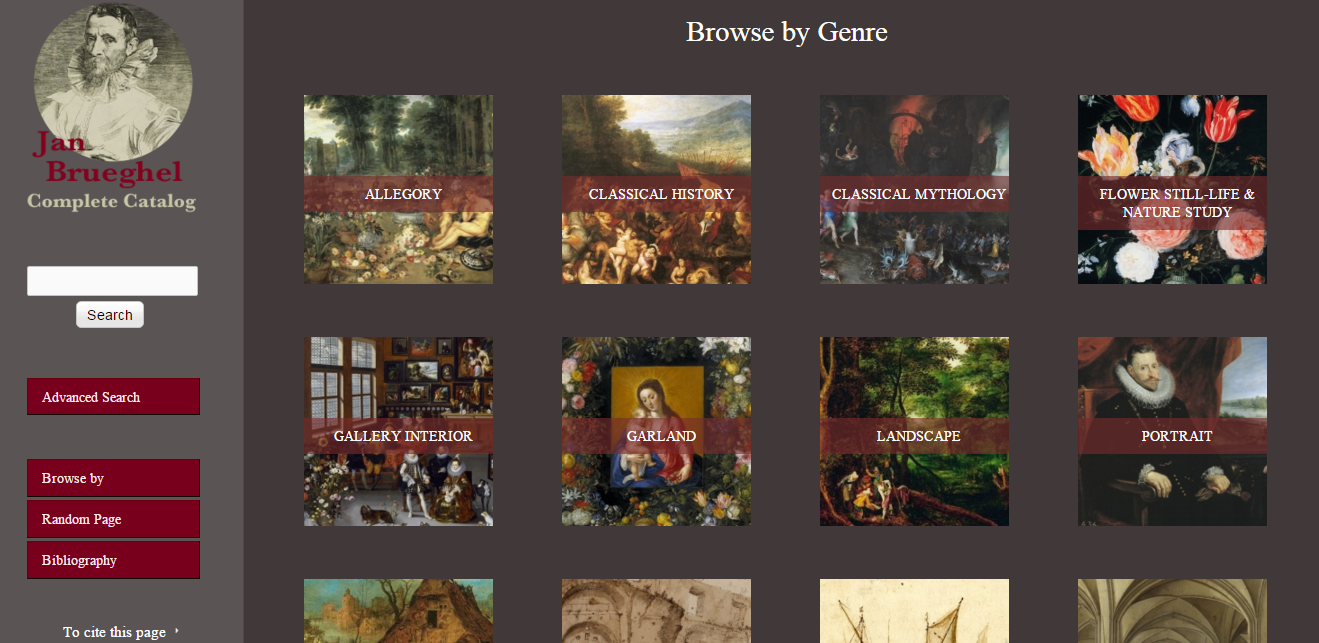 Jan
Brueghel
Complete Catalog
Search
Advanced Search
Browse by
Random Page
Bibliography
To cite this page
Browse by Genre
ALLEGORY
CLASSICAL HISTORY
CLASSICAL MYTHOLOGY
FLOWER STILL-LIFE &
NATURE STUDY
GALLERY INTERIOR
GARLAND
LANDSCAPE
PORTRAIT